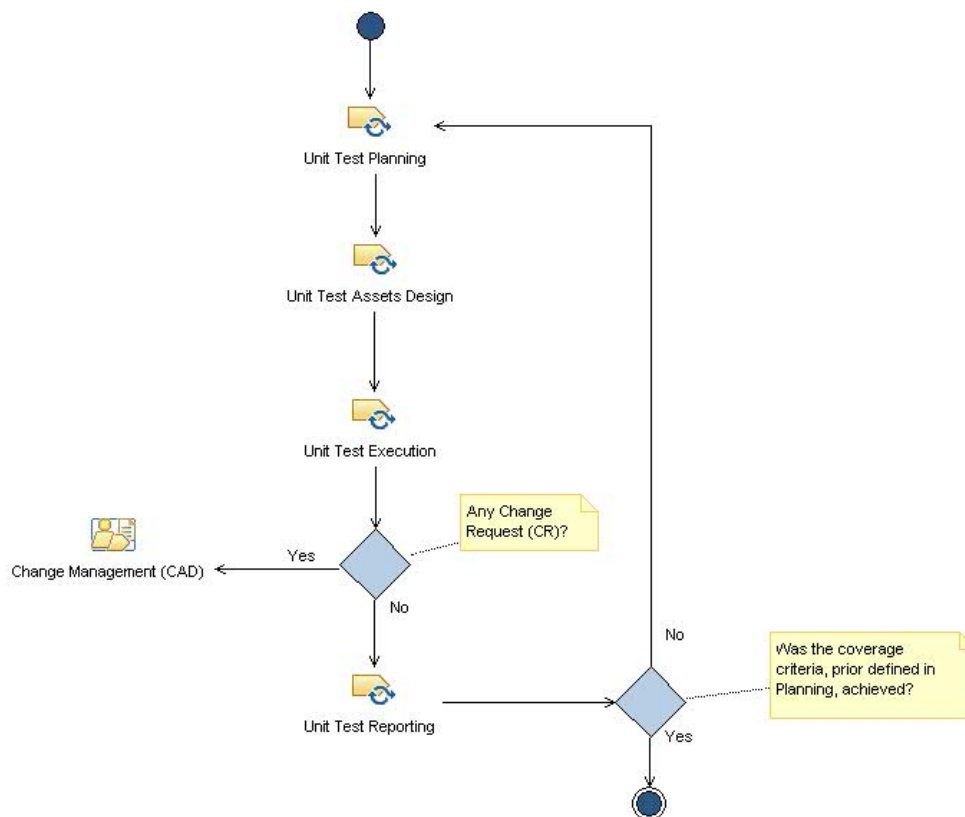 Unit Test Planning
Unit Test Assets Design
Unit Test Execution
Any Change
Request (CR)?
Yes
Change Management (CAD)
No
Unit Test Reporting
No
Was the coverage
criteria, prior defined in
Planning, achieved?
Yes